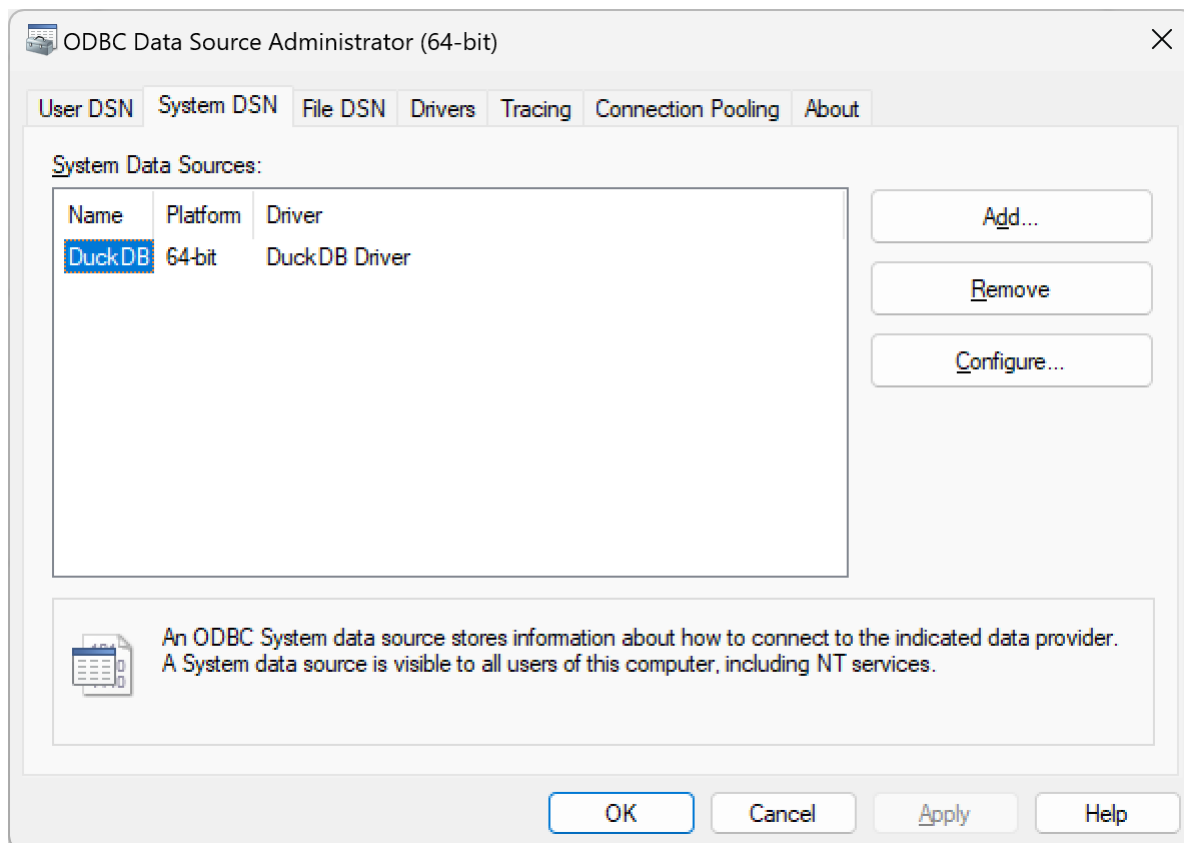 ODBC Data Source Administrator (64-bit)
User DSN System DSN File DSN Drivers Tracing Connection Pooling About
System Data Sources:
Name Platform Driver
DuckDB 64-bit DuckDB Driver
Add...
Remove
Configure...
An ODBC System data source stores information about how to connect to the indicated data provider.
A System data source is visible to all users of this computer, including NT services.
OK Cancel Apply Help